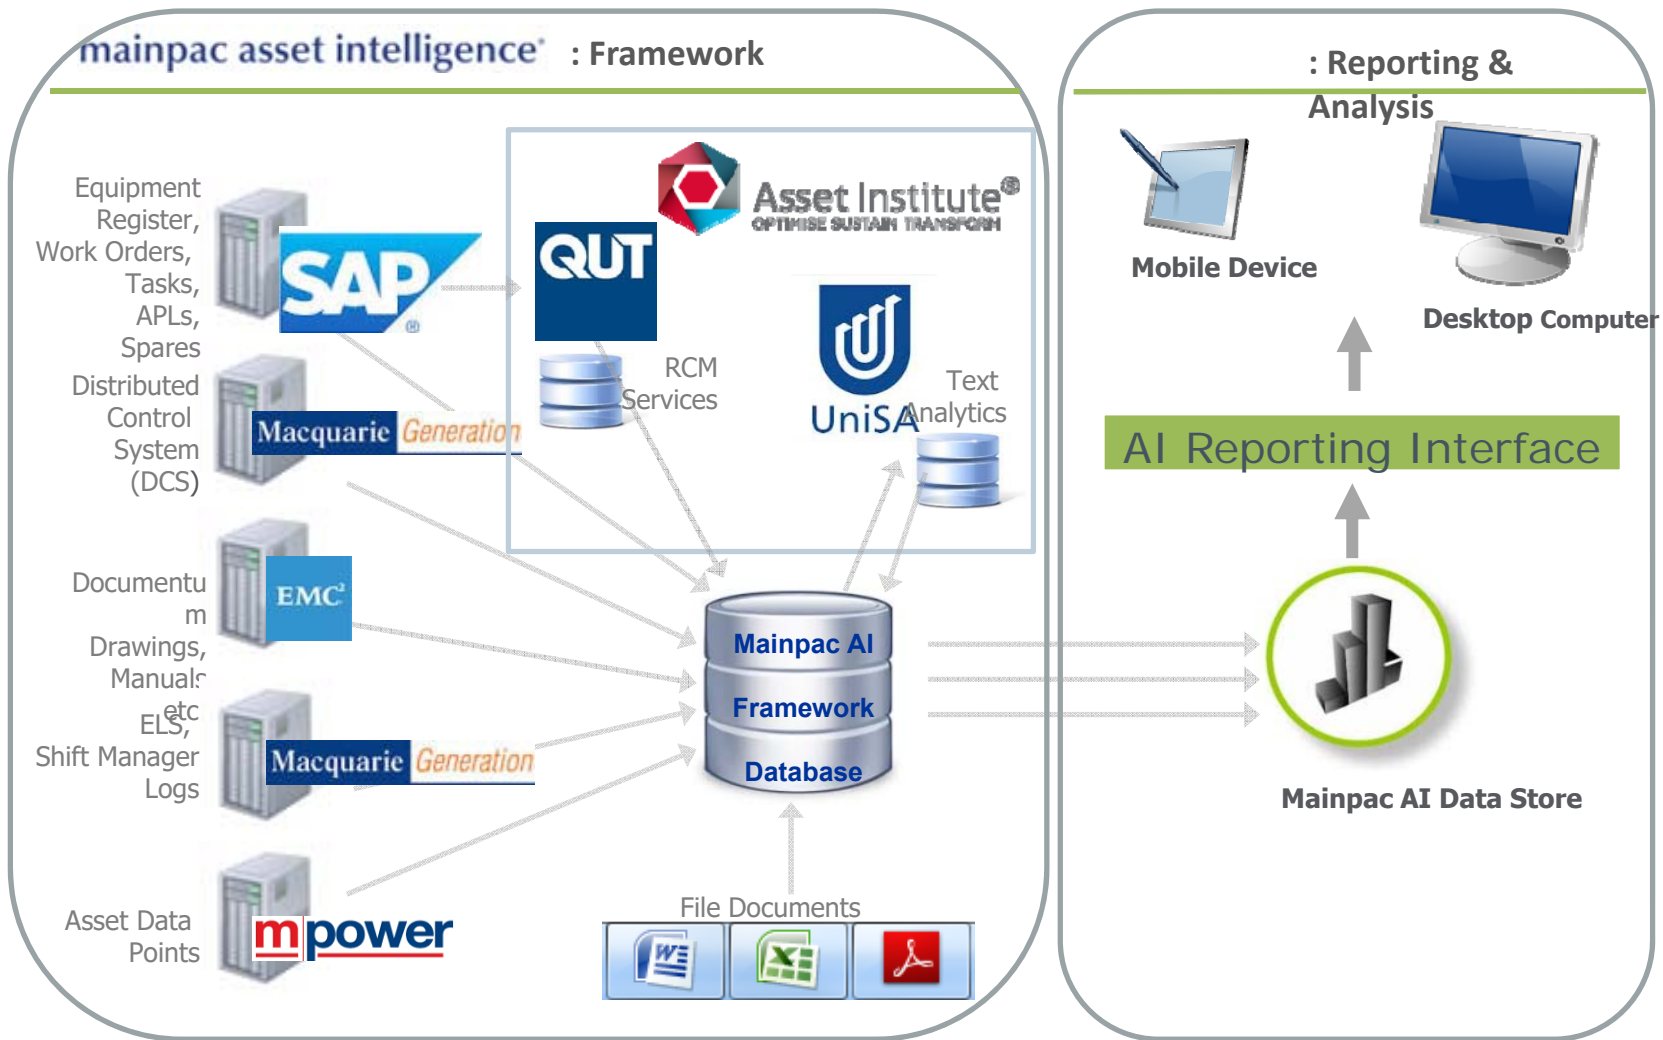 mainpac asset intelligence® : Framework
Asset Institute®
OPTIMISE SUSTAIN TRANSFORM
Equipment
Register,
Work Orders,
Tasks,
APLs,
Spares
SAP®
QUT
RCM
Services
UniSA
Text
Analytics
Distributed
Control
System
(DCS)
Macquarie Generation
Documentu
m
Drawings,
Manuals
etc
EMC²
ELS,
Shift Manager
Logs
Macquarie Generation
Asset Data
Points
mpower
Mainpac AI
Framework
Database
File Documents
: Reporting &
Analysis
Mobile Device
Desktop Computer
AI Reporting Interface
Mainpac AI Data Store